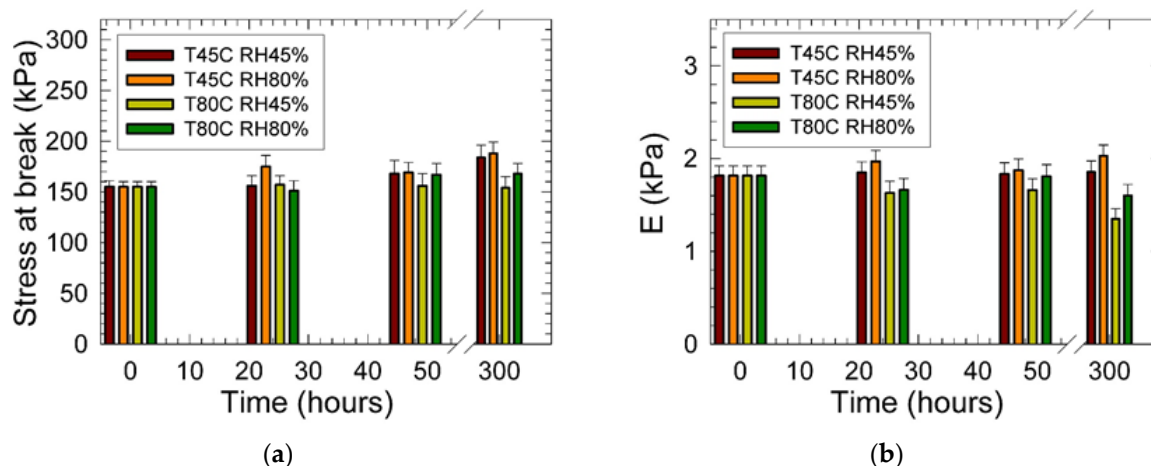 Stress at break (kPa)
300
250
200
150
100
50
0
T45C RH45%
T45C RH80%
T80C RH45%
T80C RH80%
0 10 20 30 40 50 300
Time (hours)
(a)
E (kPa)
3
2
1
0
T45C RH45%
T45C RH80%
T80C RH45%
T80C RH80%
0 10 20 30 40 50 300
Time (hours)
(b)